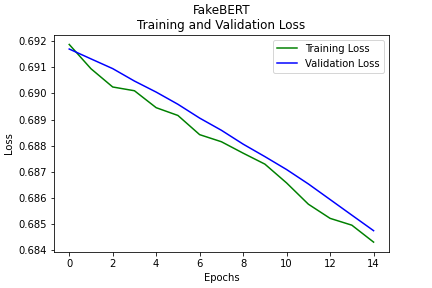 FakeBERT
Training and Validation Loss
Training Loss
Validation Loss
0.692
0.691
0.690
0.689
0.688
0.687
0.686
0.685
0.684
Loss
0 2 4 6 8 10 12 14
Epochs